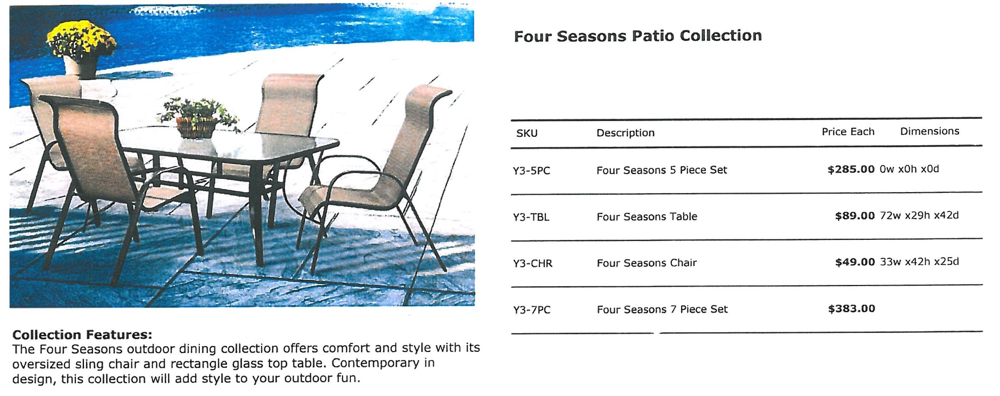 Four Seasons Patio Collection
SKU Description Price Each Dimensions
Y3-5PC Four Seasons 5 Piece Set $285.00 0w x0h x0d
Y3-TBL Four Seasons Table $89.00 72w x29h x42d
Y3-CHR Four Seasons Chair $49.00 33w x42h x25d
Y3-7PC Four Seasons 7 Piece Set $383.00
Collection Features:
The Four Seasons outdoor dining collection offers comfort and style with its
oversized sling chair and rectangle glass top table. Contemporary in
design, this collection will add style to your outdoor fun.